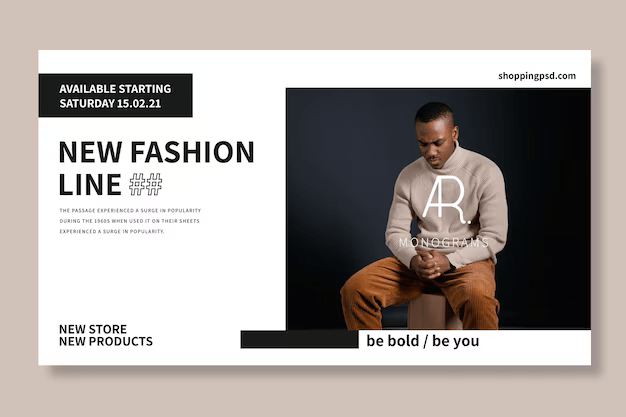 shoppingpsd.com
AVAILABLE STARTING
SATURDAY 15.02.21
NEW FASHION
LINE ##
THE PASSAGE EXPERIENCED A SURGE IN POPULARITY
DURING THE 1960S WHEN USED IT ON THEIR SHEETS
EXPERIENCED A SURGE IN POPULARITY.
AR.
MONOGRAMS
NEW STORE
NEW PRODUCTS
be bold / be you